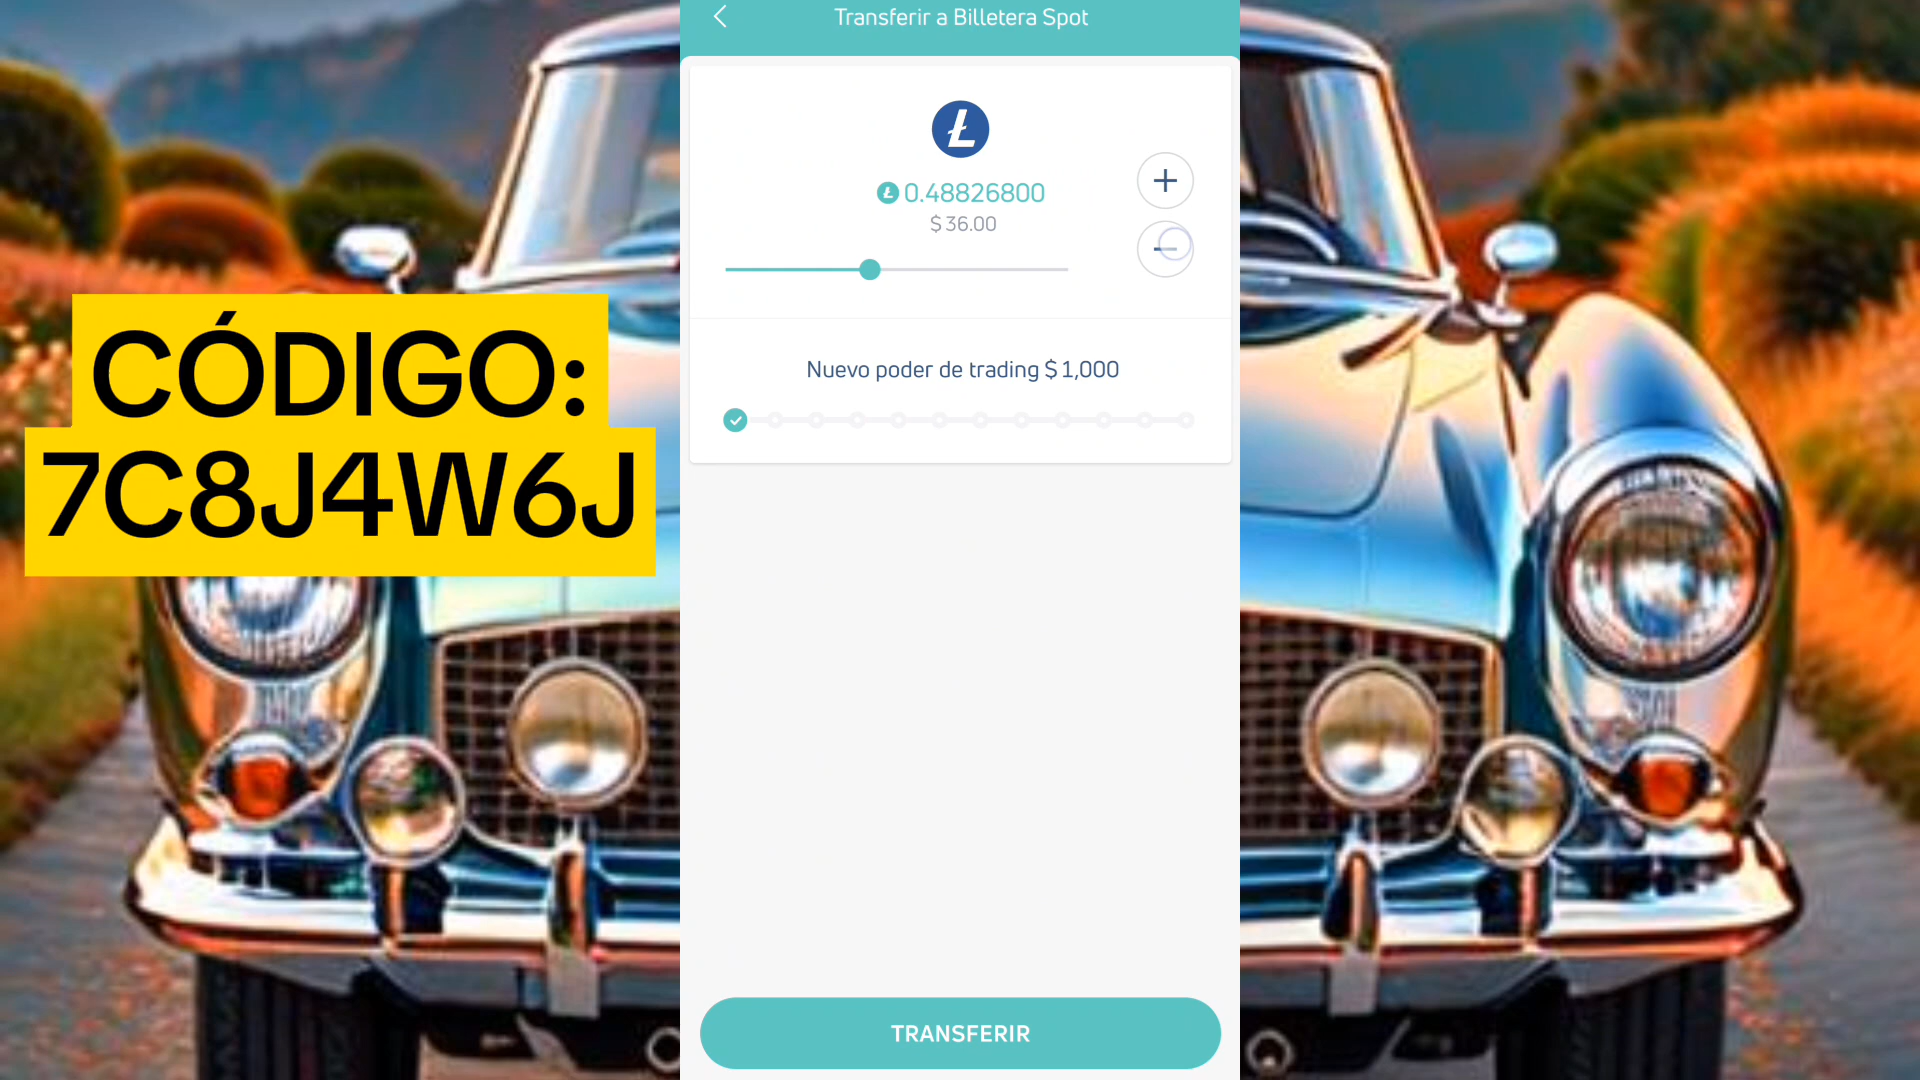 Transferir a Billetera Spot
0.48826800
$ 36.00
CÓDIGO:
7C8J4W6J
Nuevo poder de trading $ 1,000
TRANSFERIR